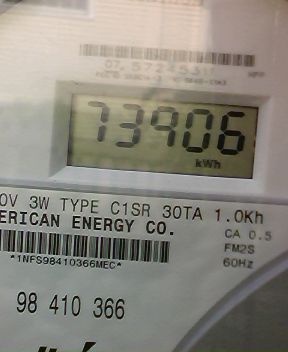 73906
kWh
0V 3W TYPE C1SR 30TA 1.0Kh
ERICAN ENERGY CO.
CA 0.5
FM2S
*1NFS98410366MEC*
60Hz
98 410 366